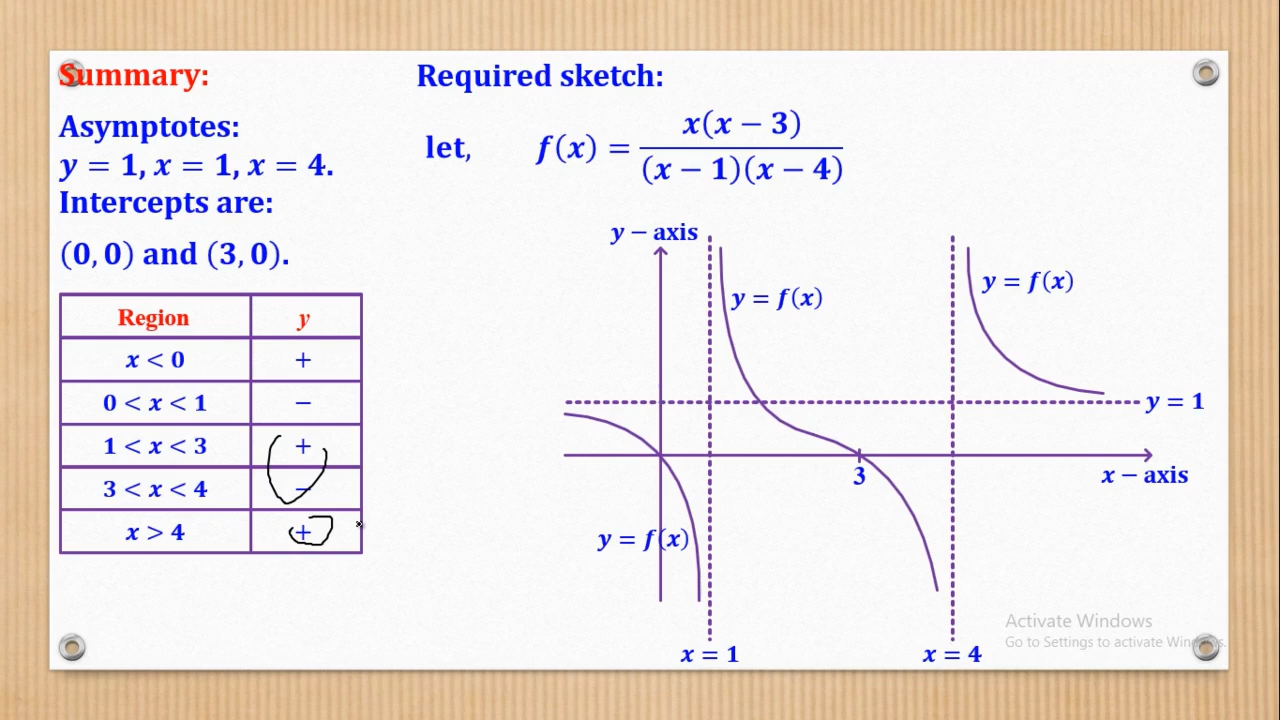 Summary:
Asymptotes:
y = 1, x = 1, x = 4.
Intercepts are:
(0, 0) and (3, 0).
Region y
x < 0 +
0 < x < 1 −
1 < x < 3 +
3 < x < 4 −
x > 4 +
Required sketch:
let, f(x) = x(x − 3) / (x − 1)(x − 4)
y − axis
y = f(x)
y = f(x)
y = 1
3
x − axis
y = f(x)
x = 1
x = 4
Activate Windows
Go to Settings to activate Windows.